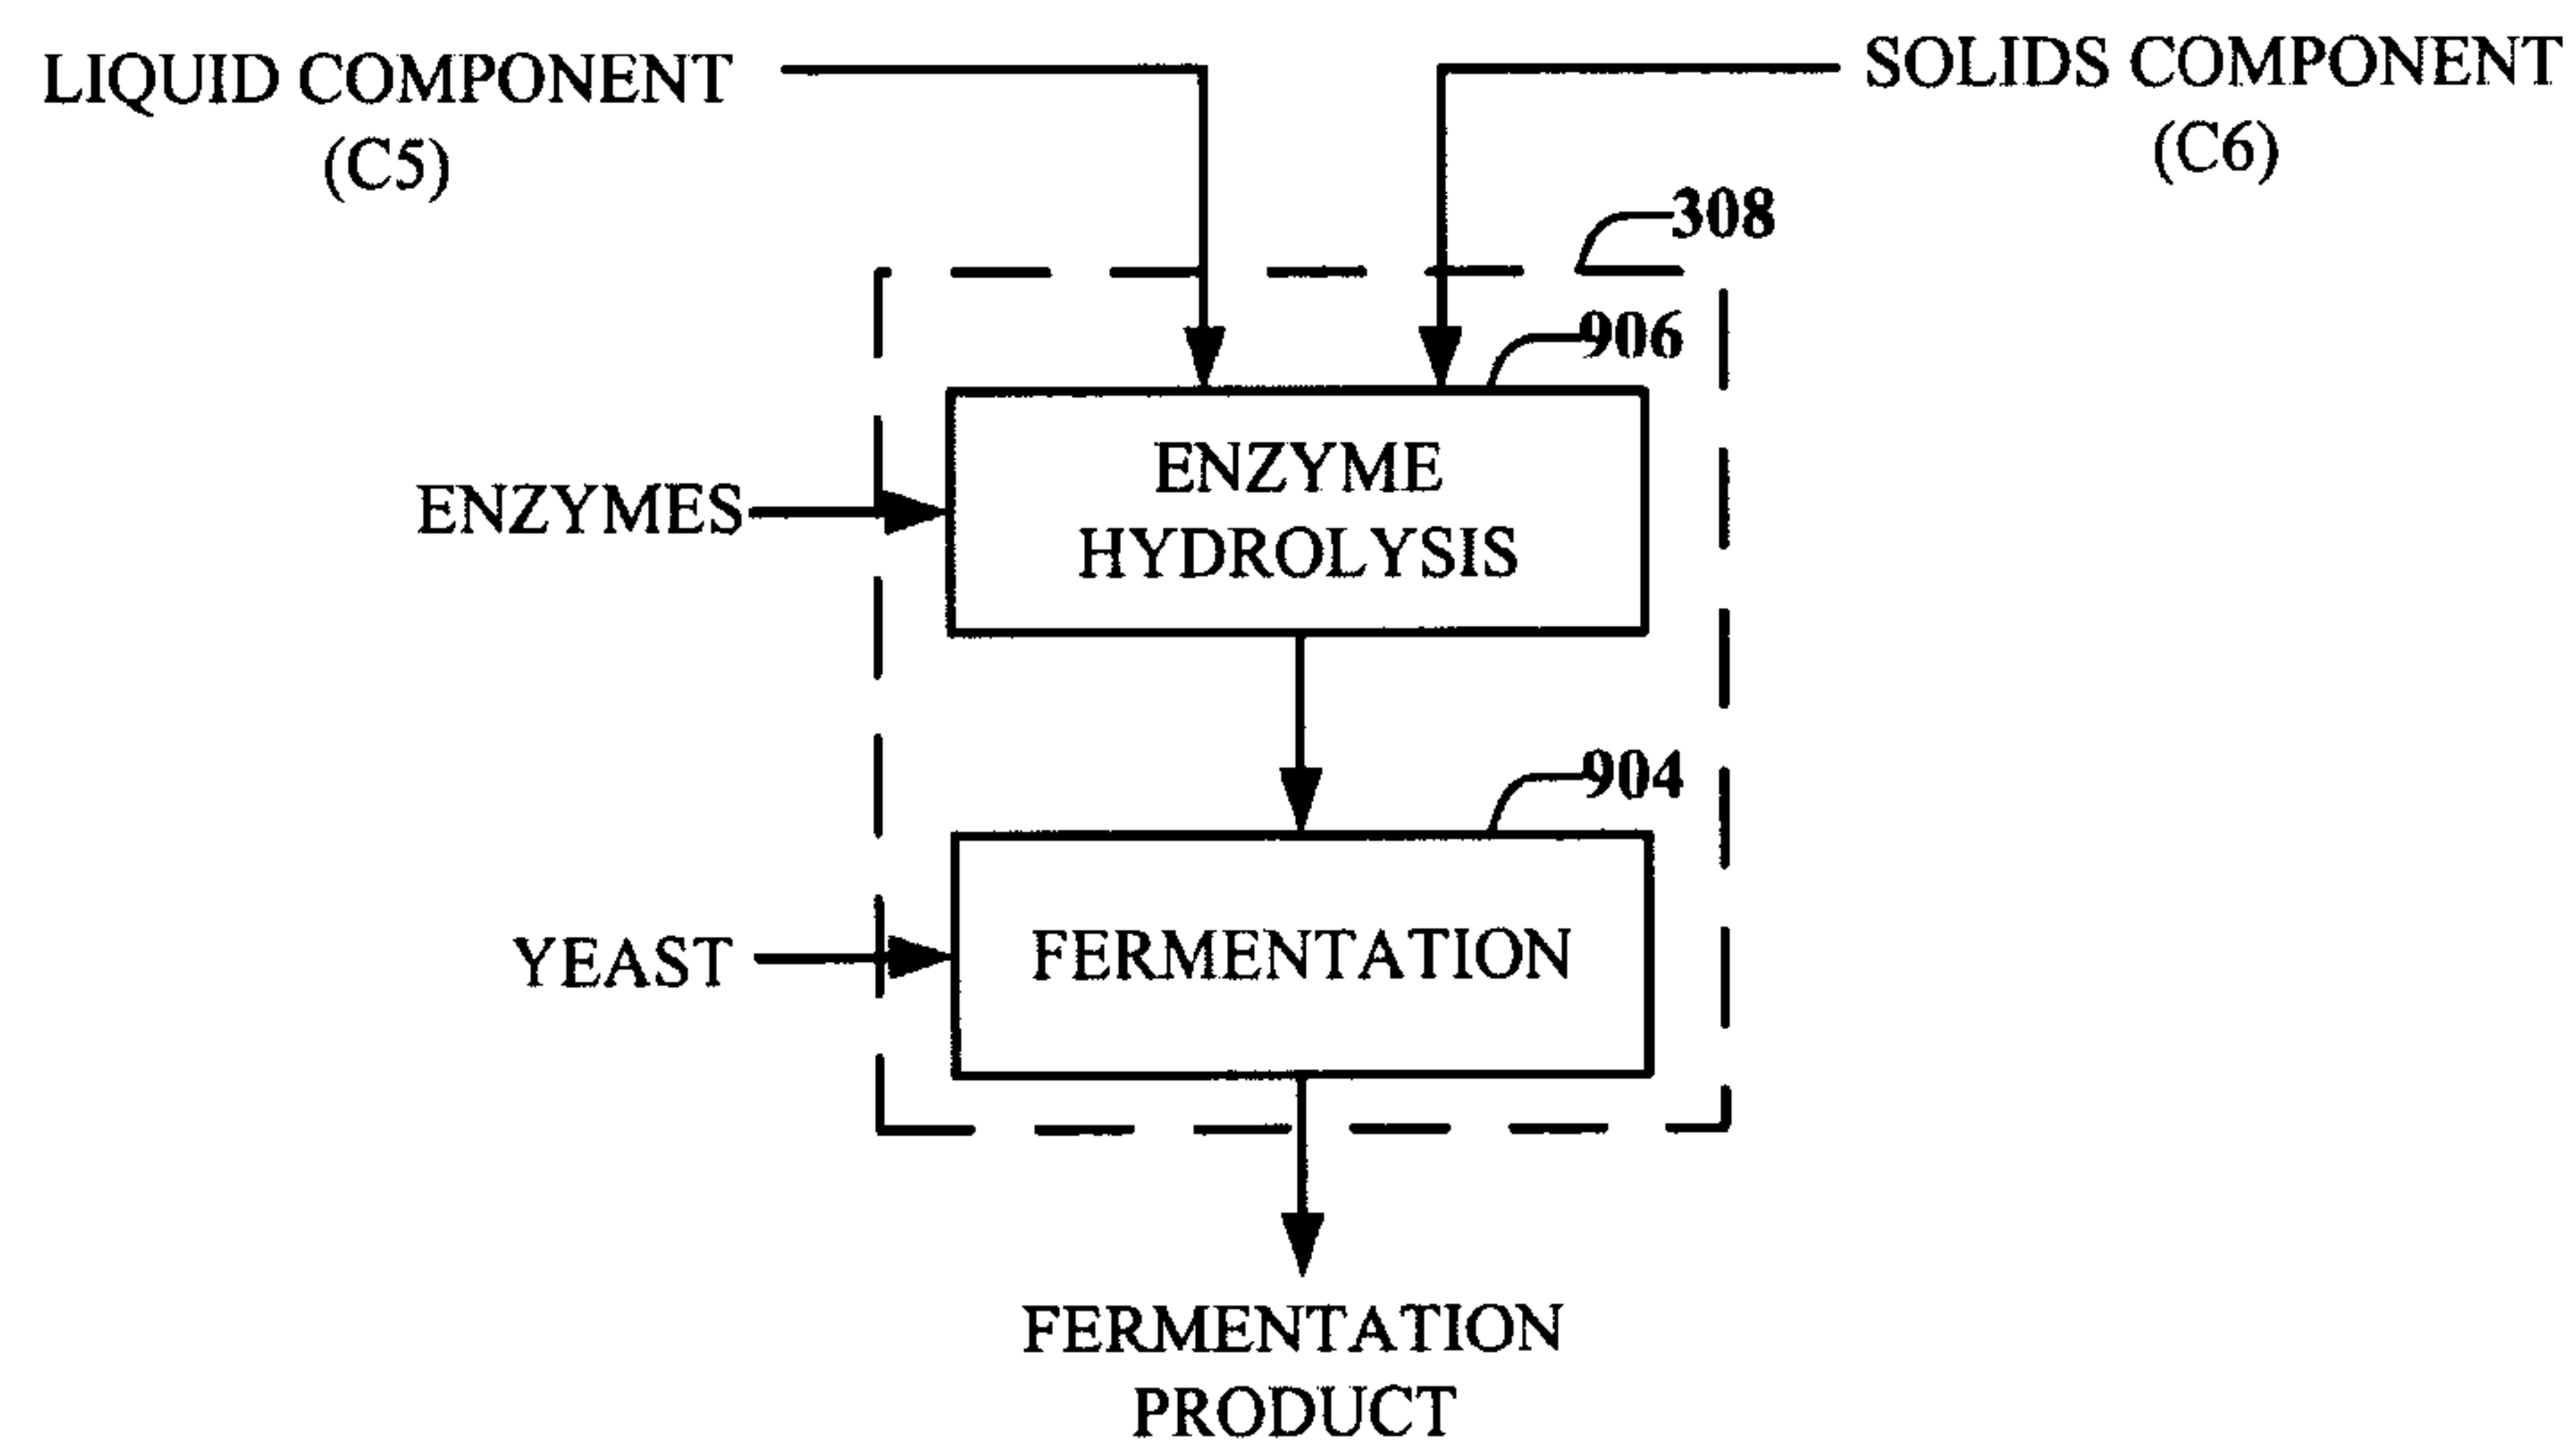 LIQUID COMPONENT
(C5)
SOLIDS COMPONENT
(C6)
308
906
ENZYME
HYDROLYSIS
ENZYMES
904
FERMENTATION
YEAST
FERMENTATION
PRODUCT